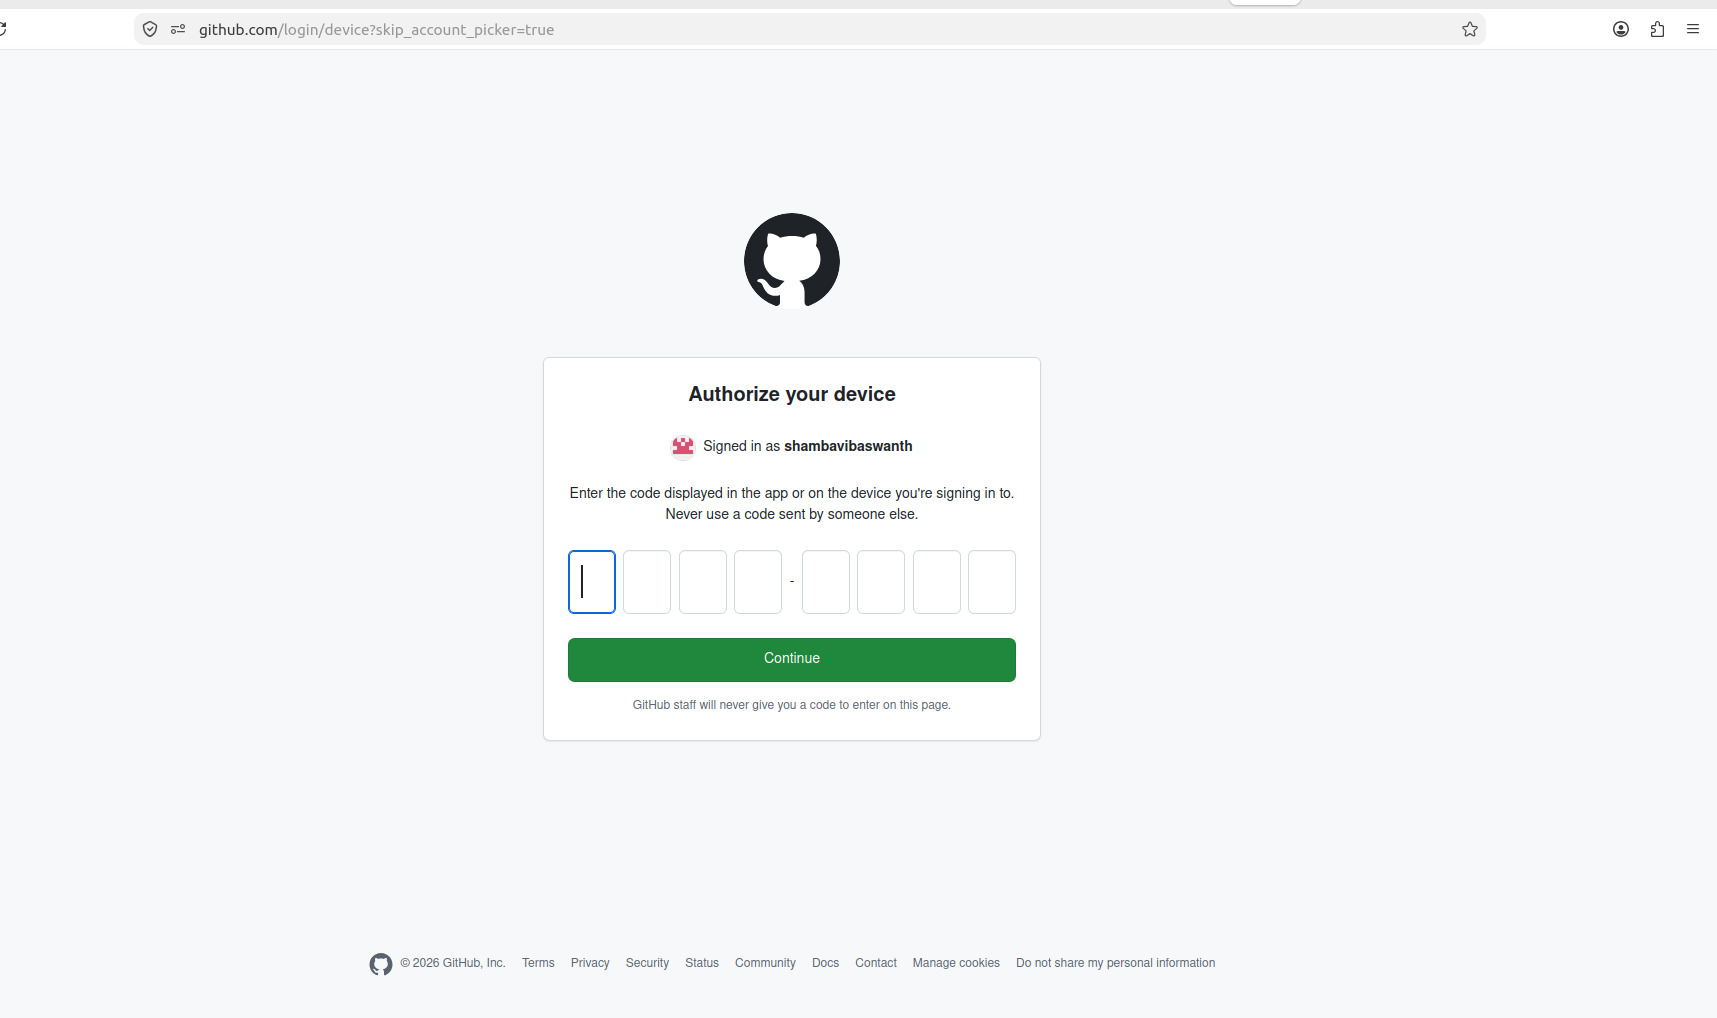 github.com/login/device?skip_account_picker=true
Authorize your device
Signed in as shambavibaswanth
Enter the code displayed in the app or on the device you're signing in to.
Never use a code sent by someone else.
-
Continue
GitHub staff will never give you a code to enter on this page.
© 2026 GitHub, Inc. Terms Privacy Security Status Community Docs Contact Manage cookies Do not share my personal information